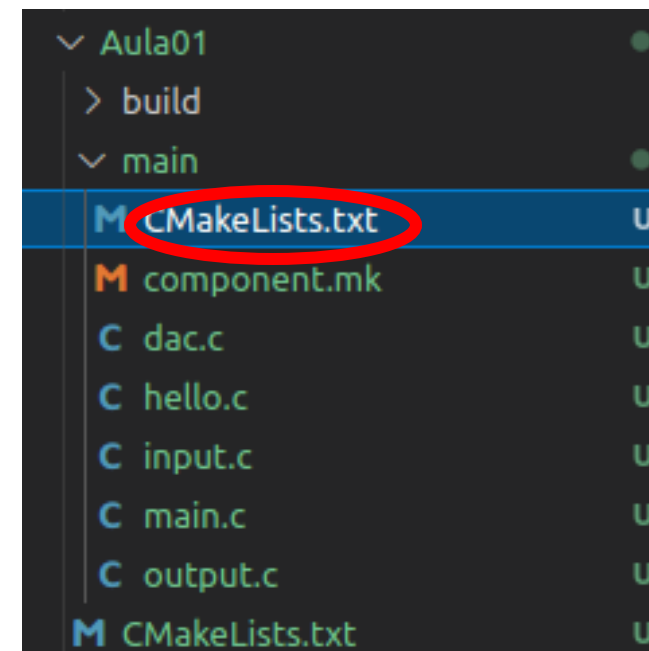 Aula01
build
main
M CMakeLists.txt U
M component.mk U
C dac.c U
C hello.c U
C input.c U
C main.c U
C output.c U
M CMakeLists.txt U